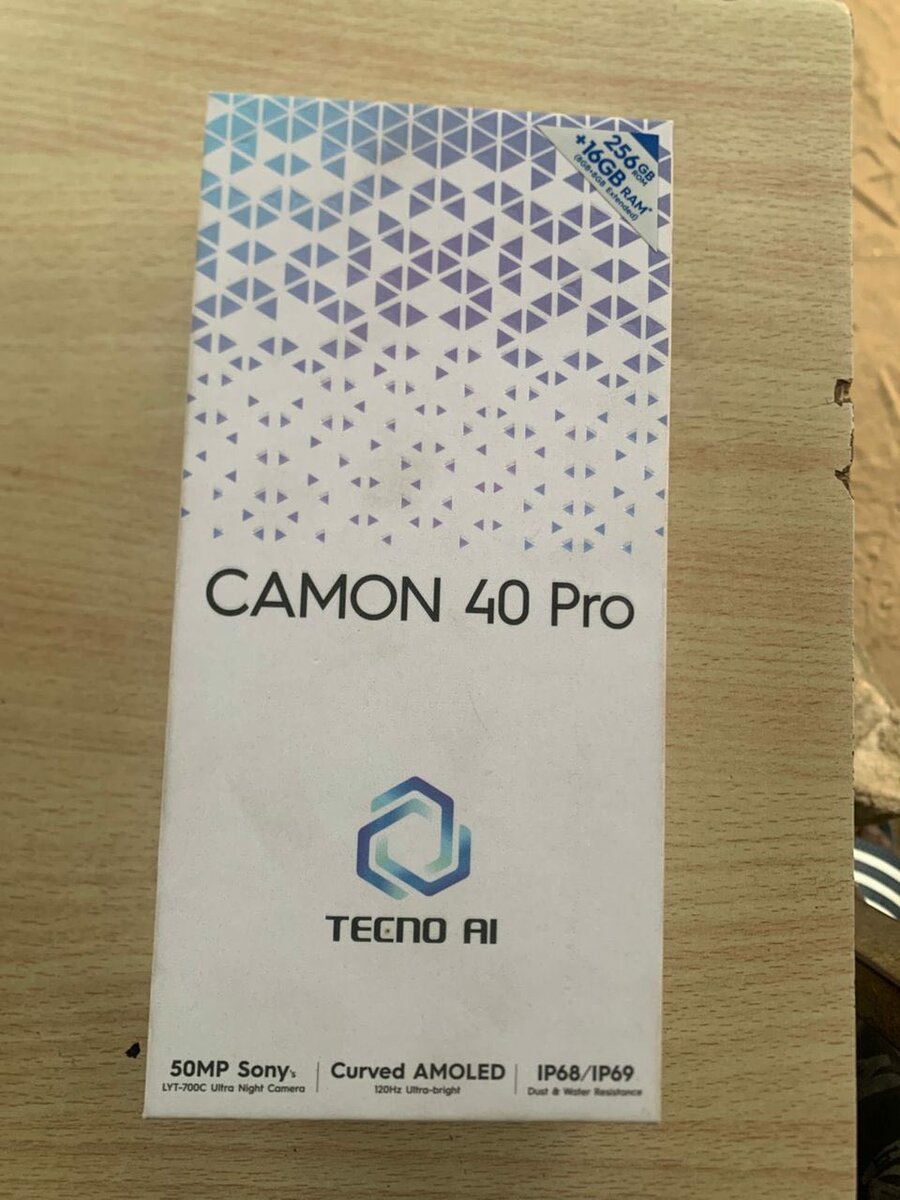 256GB
ROM
+16GB RAM*
(8GB+8GB Extended)
CAMON 40 Pro
TECNO AI
50MP Sony's
LYT-700C Ultra Night Camera
Curved AMOLED
120Hz Ultra-bright
IP68/IP69
Dust & Water Resistance